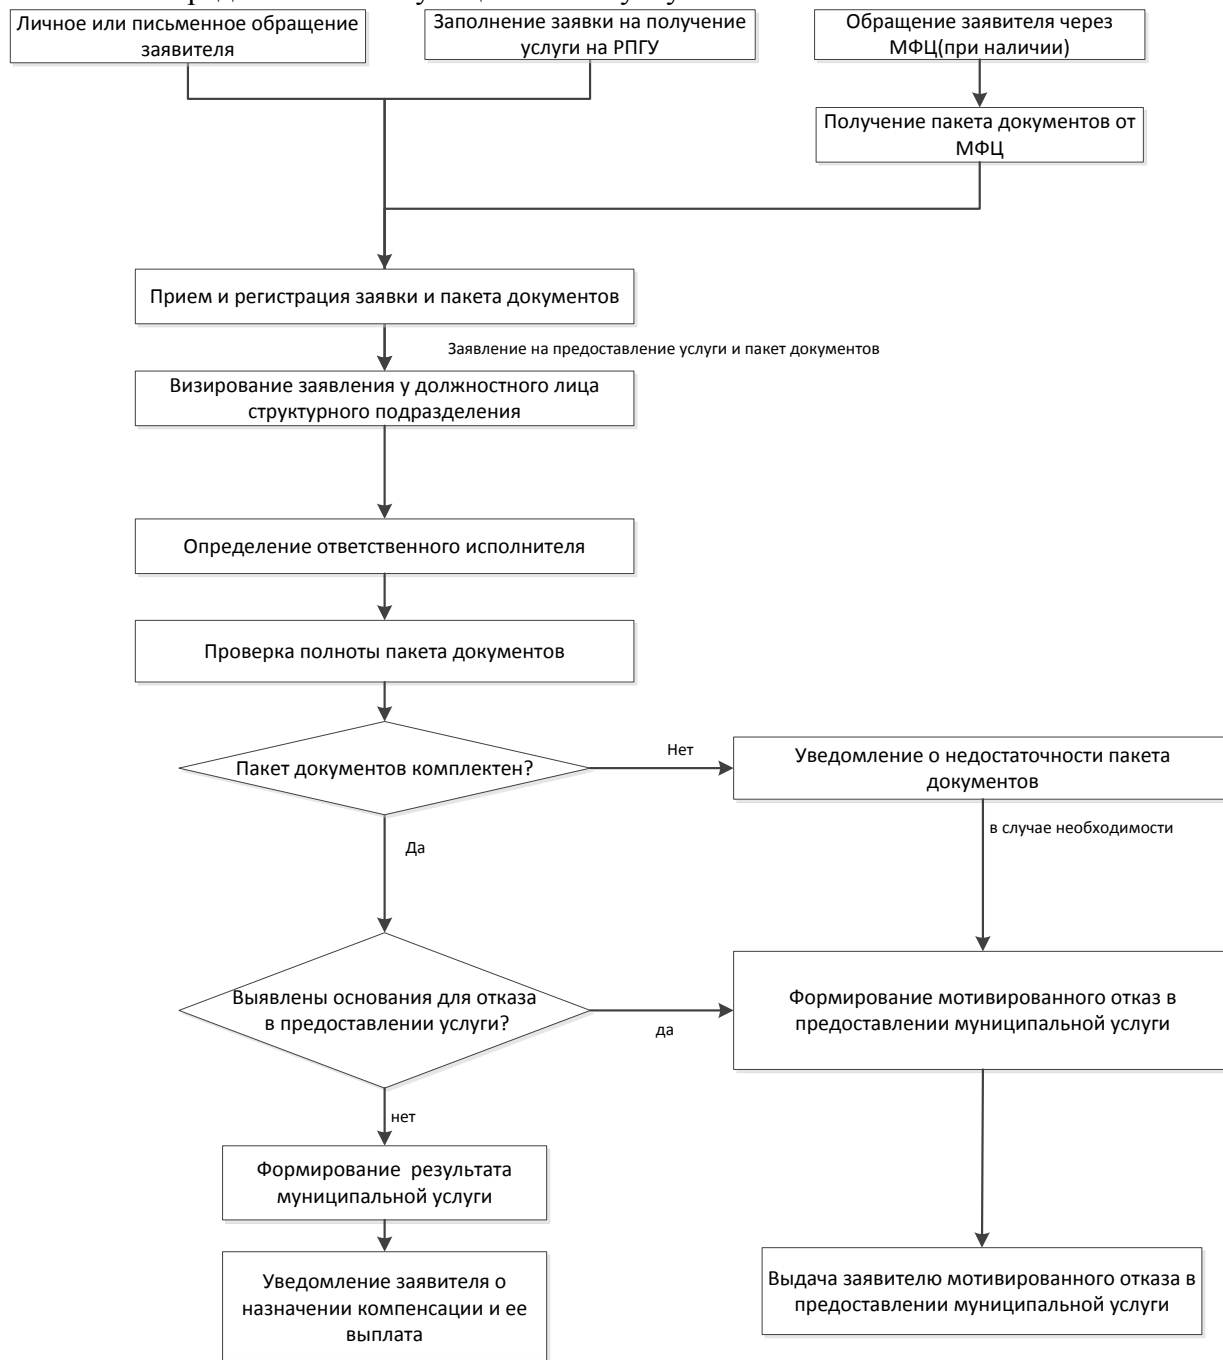 Личное или письменное обращение
заявителя
Заполнение заявки на получение
услуги на РПГУ
Обращение заявителя через
МФЦ(при наличии)
Получение пакета документов от
МФЦ
Прием и регистрация заявки и пакета документов
Заявление на предоставление услуги и пакет документов
Визирование заявления у должностного лица
структурного подразделения
Определение ответственного исполнителя
Проверка полноты пакета документов
Пакет документов комплектен?
Нет
Уведомление о недостаточности пакета
документов
Да
в случае необходимости
Выявлены основания для отказа
в предоставлении услуги?
да
Формирование мотивированного отказ в
предоставлении муниципальной услуги
нет
Формирование результата
муниципальной услуги
Уведомление заявителя о
назначении компенсации и ее
выплата
Выдача заявителю мотивированного отказа в
предоставлении муниципальной услуги